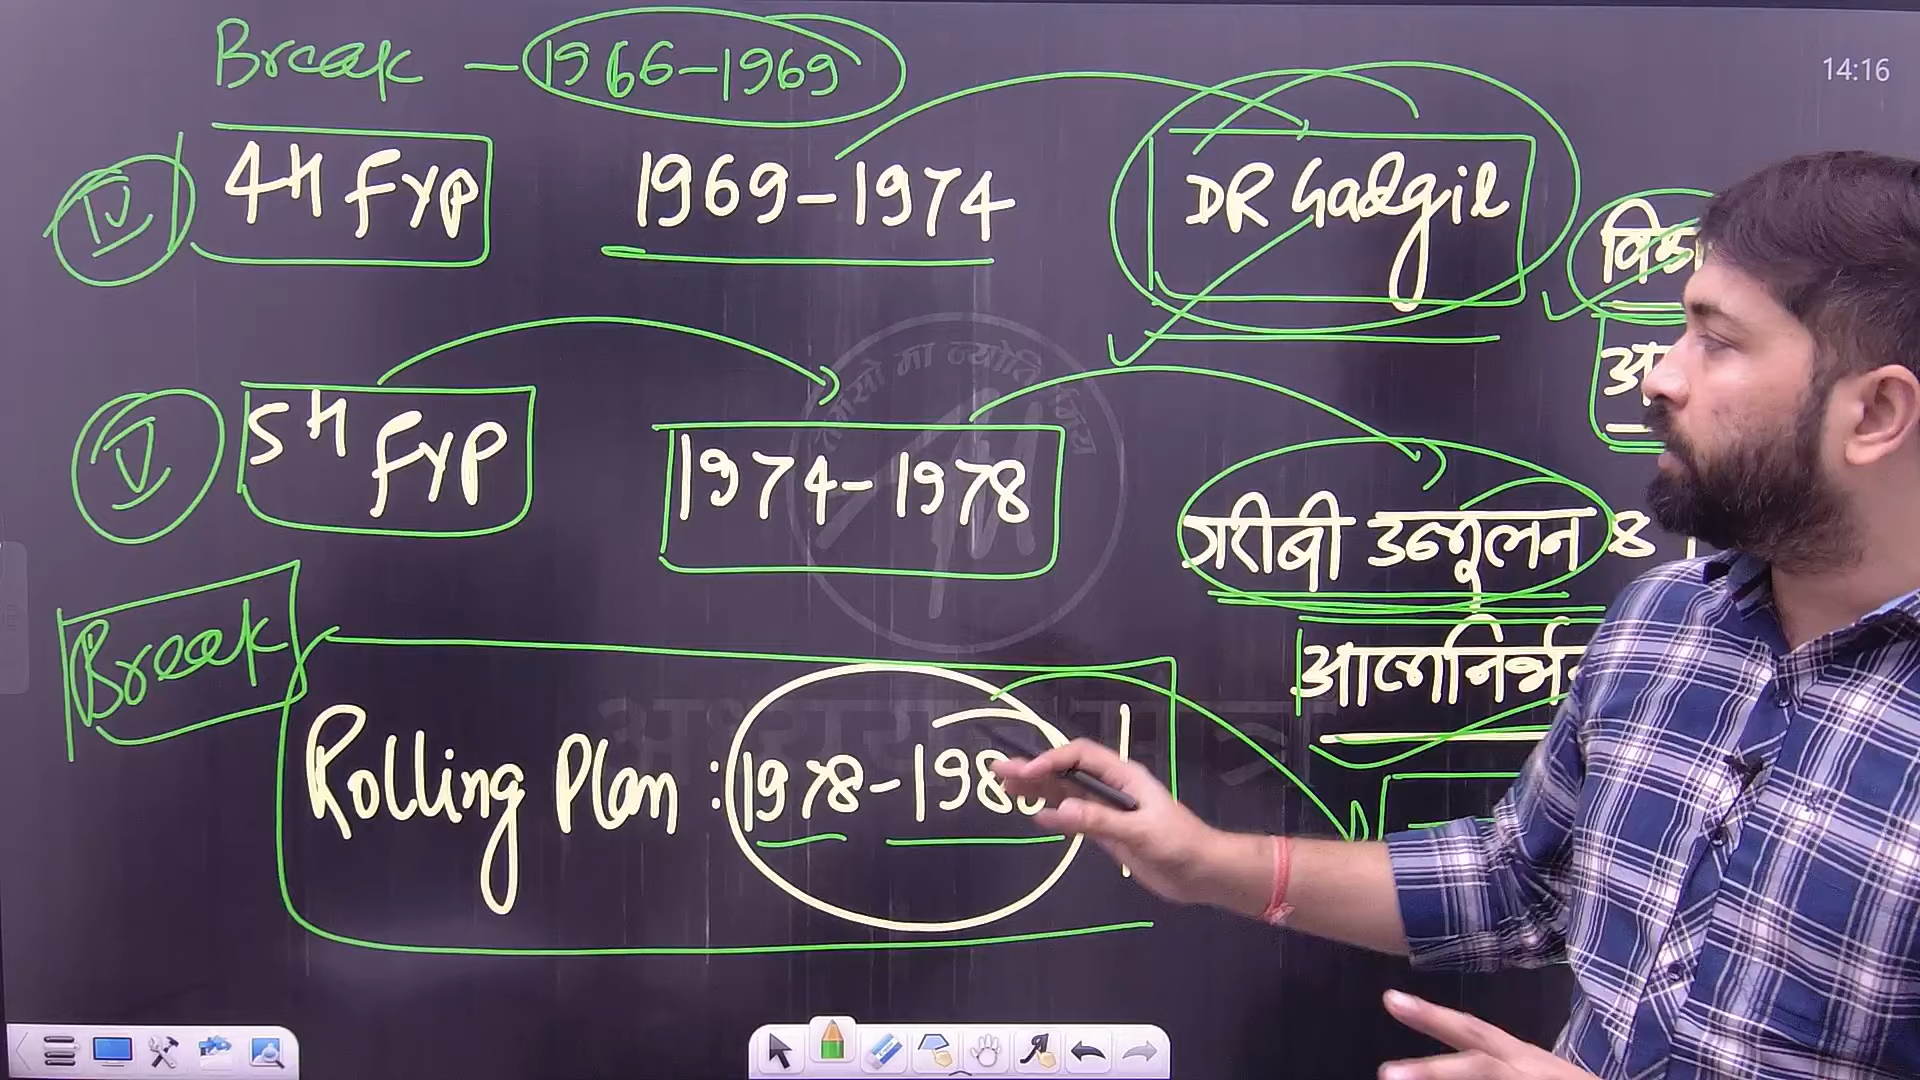 Break - 1966-1969
14:16
IV 4th FYP 1969-1974 DR Gadgil
V 5th FYP 1974-1978
गरीबी उन्मूलन &
Break
Rolling Plan : 1978-198